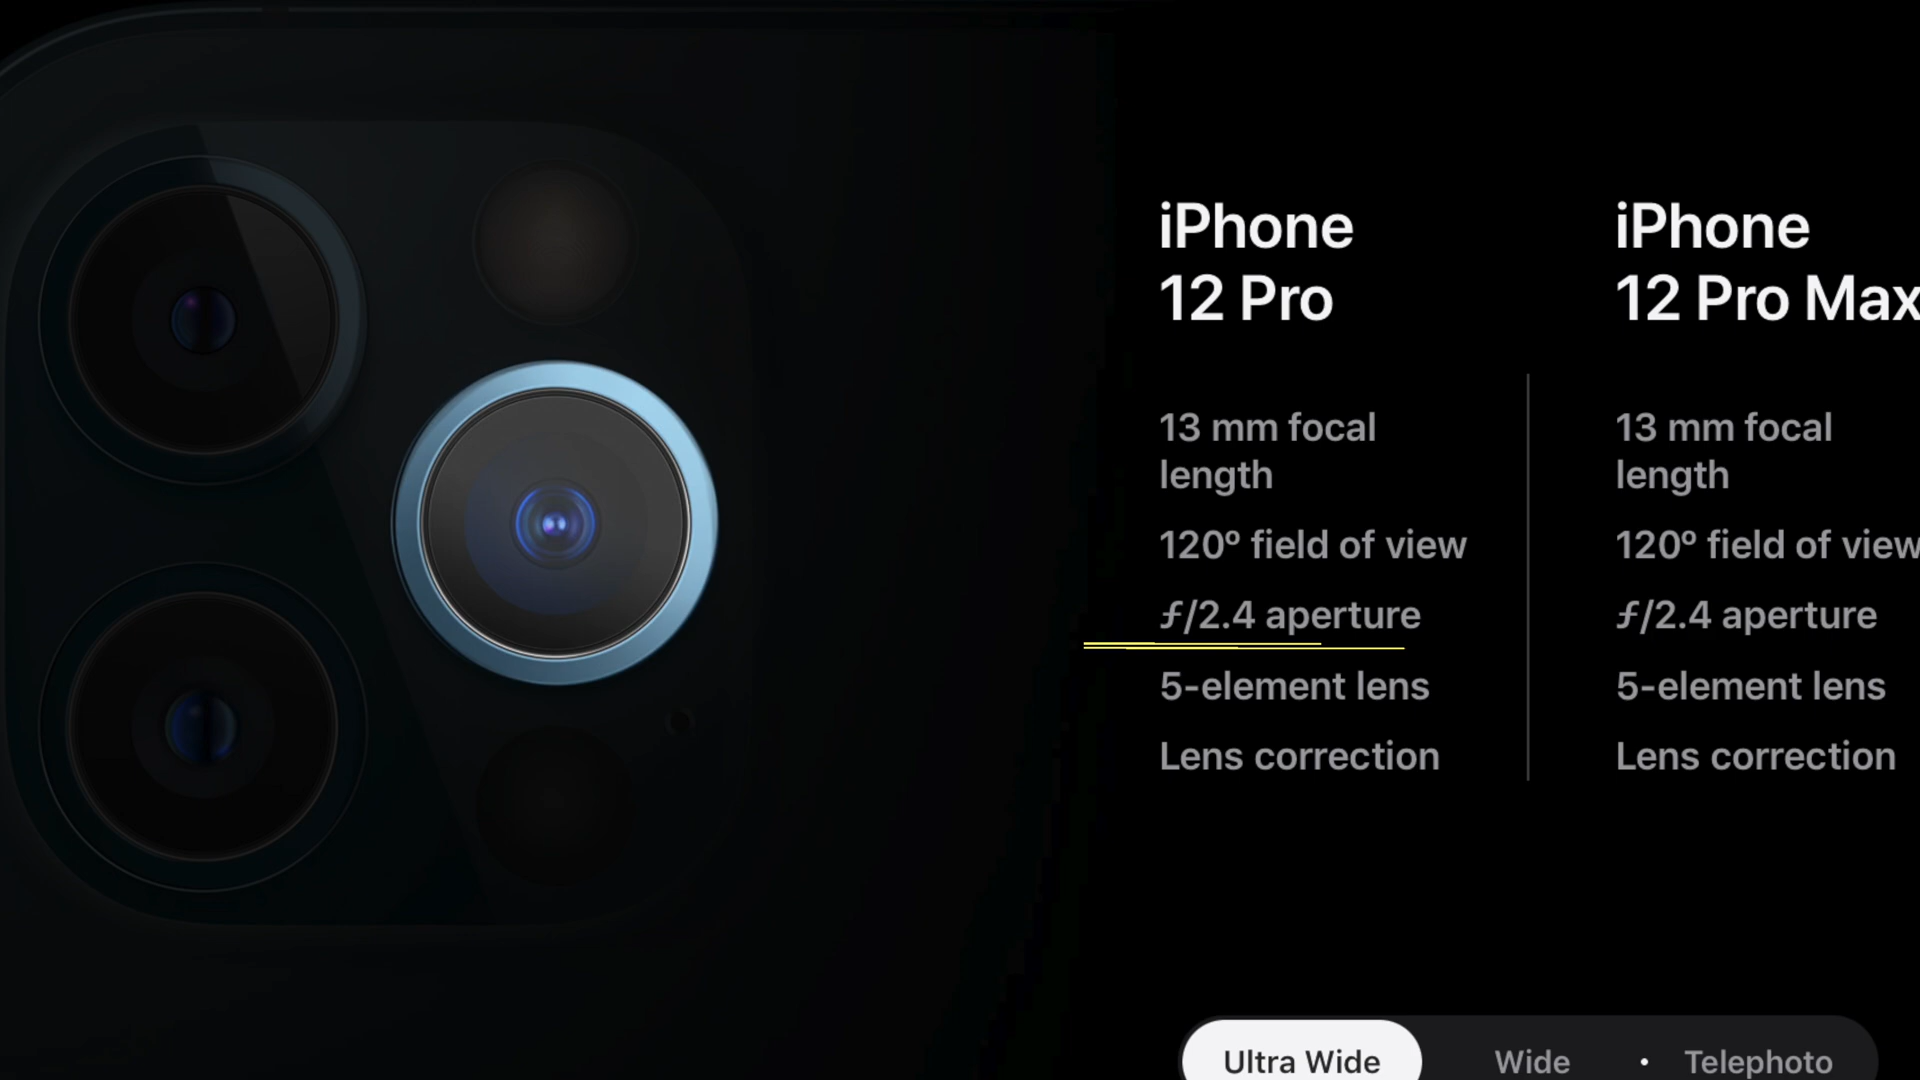 iPhone
12 Pro
13 mm focal
length
120º field of view
ƒ/2.4 aperture
5-element lens
Lens correction
iPhone
12 Pro Max
13 mm focal
length
120º field of view
ƒ/2.4 aperture
5-element lens
Lens correction
Ultra Wide
Wide
Telephoto